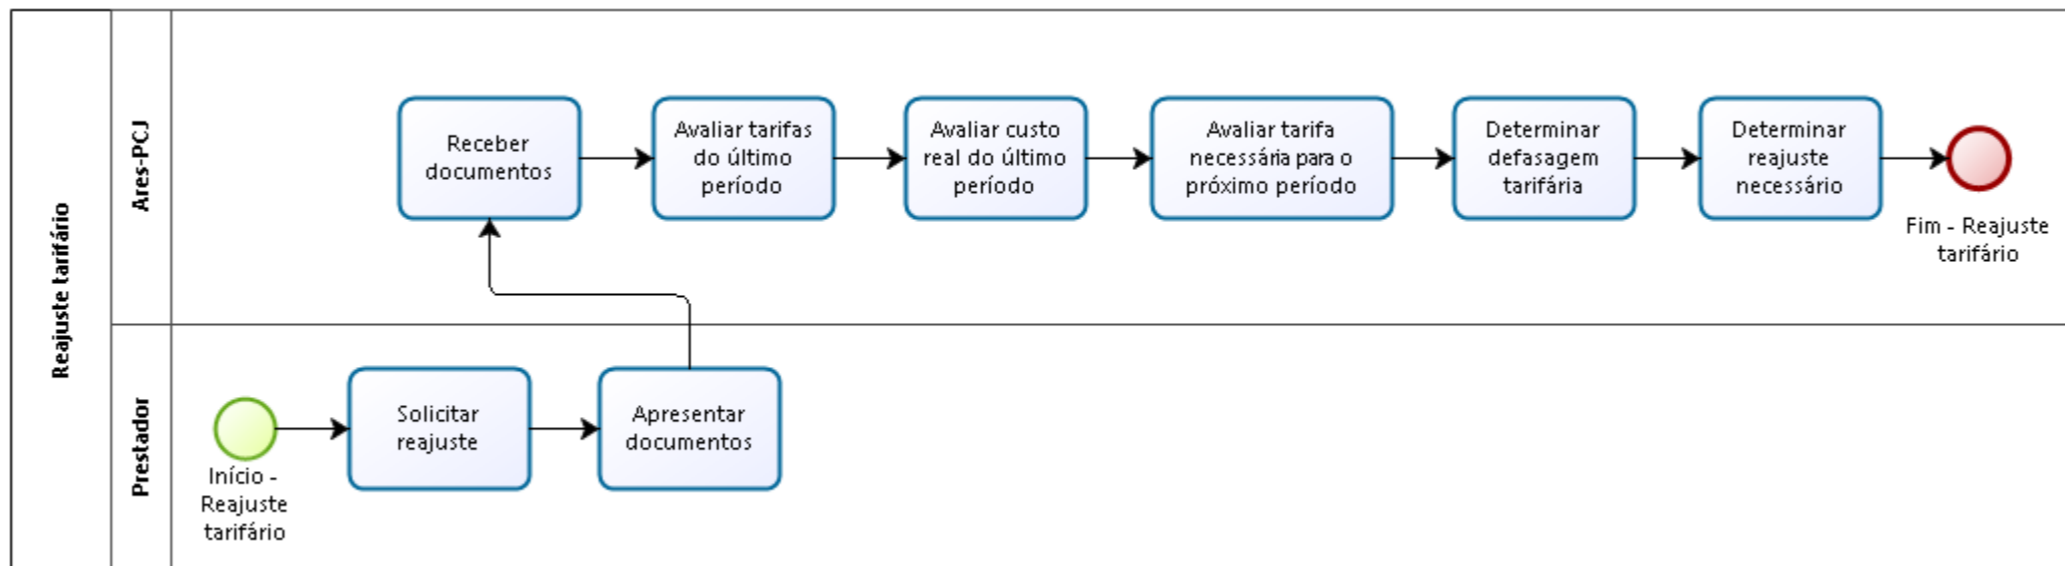 Reajuste tarifário
Ares-PCJ
Receber
documentos
Avaliar tarifas
do último
período
Avaliar custo
real do último
período
Avaliar tarifa
necessária para o
próximo período
Determinar
defasagem
tarifária
Determinar
reajuste
necessário
Fim - Reajuste
tarifário
Prestador
Início -
Reajuste
tarifário
Solicitar
reajuste
Apresentar
documentos